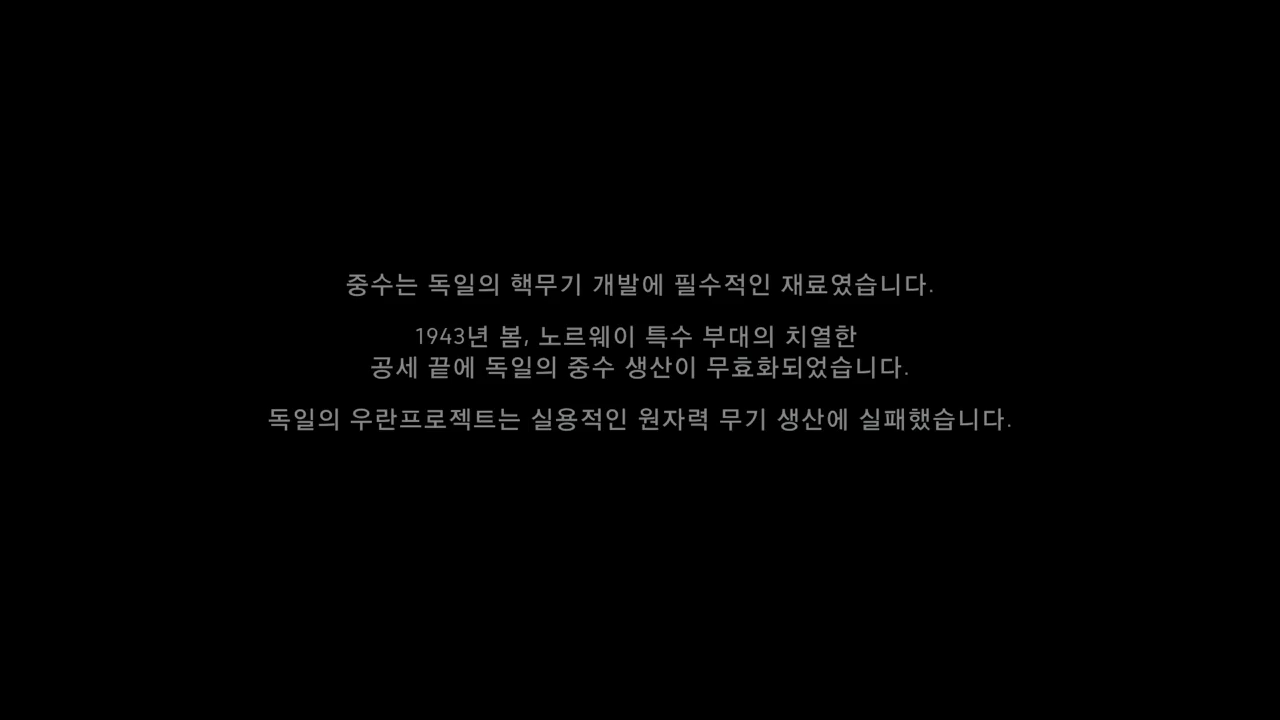 중수는 독일의 핵무기 개발에 필수적인 재료였습니다.
1943년 봄, 노르웨이 특수 부대의 치열한
공세 끝에 독일의 중수 생산이 무효화되었습니다.
독일의 우란프로젝트는 실용적인 원자력 무기 생산에 실패했습니다.